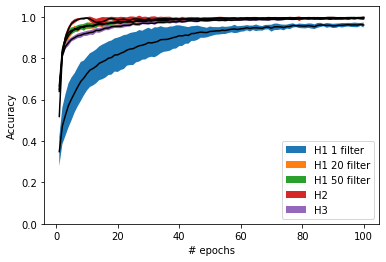 1.0
0.8
0.6
0.4
0.2
0.0
Accuracy
0 20 40 60 80 100
# epochs
H1 1 filter
H1 20 filter
H1 50 filter
H2
H3